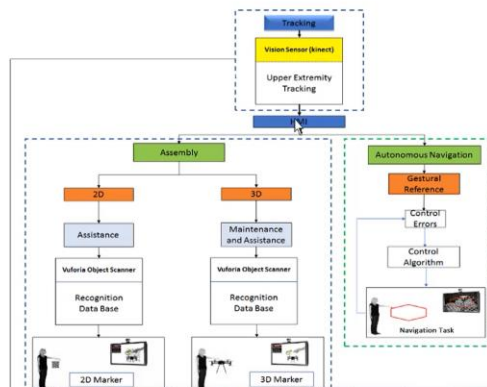 Tracking
Vision Sensor (kinect)
Upper Extremity
Tracking
HMI
Assembly
2D
3D
Assistance
Maintenance
and Assistance
Vuforia Object Scanner
Vuforia Object Scanner
Recognition
Data Base
Recognition
Data Base
2D Marker
3D Marker
Autonomous Navigation
Gestural
Reference
Control
Errors
Control
Algorithm
Navigation Task